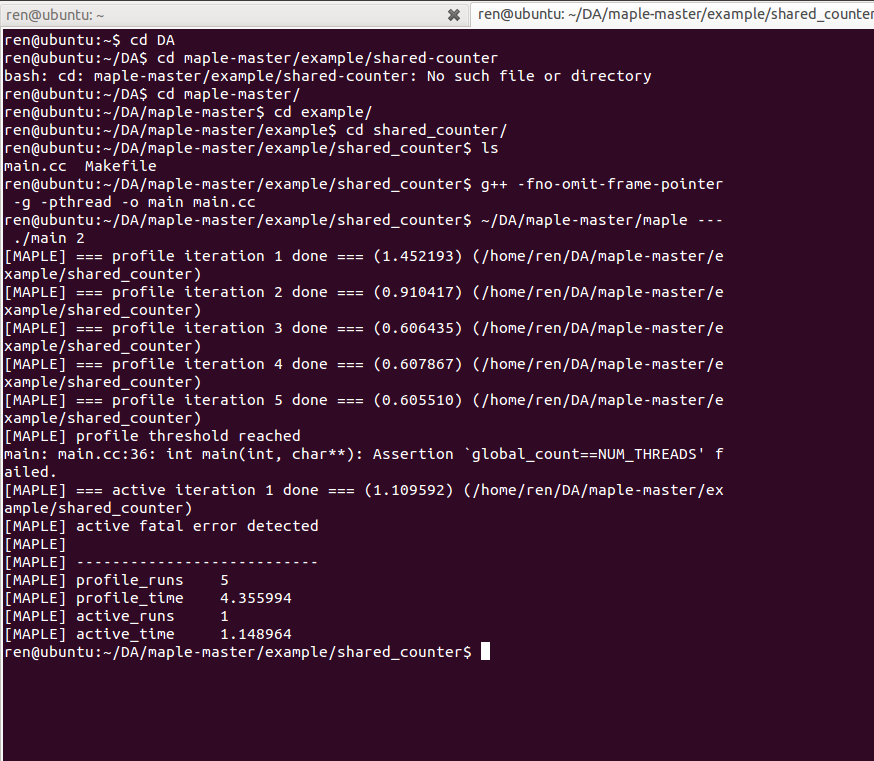 ren@ubuntu: ~
ren@ubuntu: ~/DA/maple-master/example/shared_counter
ren@ubuntu:~$ cd DA
ren@ubuntu:~/DA$ cd maple-master/example/shared-counter
bash: cd: maple-master/example/shared-counter: No such file or directory
ren@ubuntu:~/DA$ cd maple-master/
ren@ubuntu:~/DA/maple-master$ cd example/
ren@ubuntu:~/DA/maple-master/example$ cd shared_counter/
ren@ubuntu:~/DA/maple-master/example/shared_counter$ ls
main.cc  Makefile
ren@ubuntu:~/DA/maple-master/example/shared_counter$ g++ -fno-omit-frame-pointer
 -g -pthread -o main main.cc
ren@ubuntu:~/DA/maple-master/example/shared_counter$ ~/DA/maple-master/maple ---
 ./main 2
[MAPLE] === profile iteration 1 done === (1.452193) (/home/ren/DA/maple-master/e
xample/shared_counter)
[MAPLE] === profile iteration 2 done === (0.910417) (/home/ren/DA/maple-master/e
xample/shared_counter)
[MAPLE] === profile iteration 3 done === (0.606435) (/home/ren/DA/maple-master/e
xample/shared_counter)
[MAPLE] === profile iteration 4 done === (0.607867) (/home/ren/DA/maple-master/e
xample/shared_counter)
[MAPLE] === profile iteration 5 done === (0.605510) (/home/ren/DA/maple-master/e
xample/shared_counter)
[MAPLE] profile threshold reached
main: main.cc:36: int main(int, char**): Assertion `global_count==NUM_THREADS' f
ailed.
[MAPLE] === active iteration 1 done === (1.109592) (/home/ren/DA/maple-master/ex
ample/shared_counter)
[MAPLE] active fatal error detected
[MAPLE]
[MAPLE] ---------------------------
[MAPLE] profile_runs    5
[MAPLE] profile_time    4.355994
[MAPLE] active_runs     1
[MAPLE] active_time     1.148964
ren@ubuntu:~/DA/maple-master/example/shared_counter$